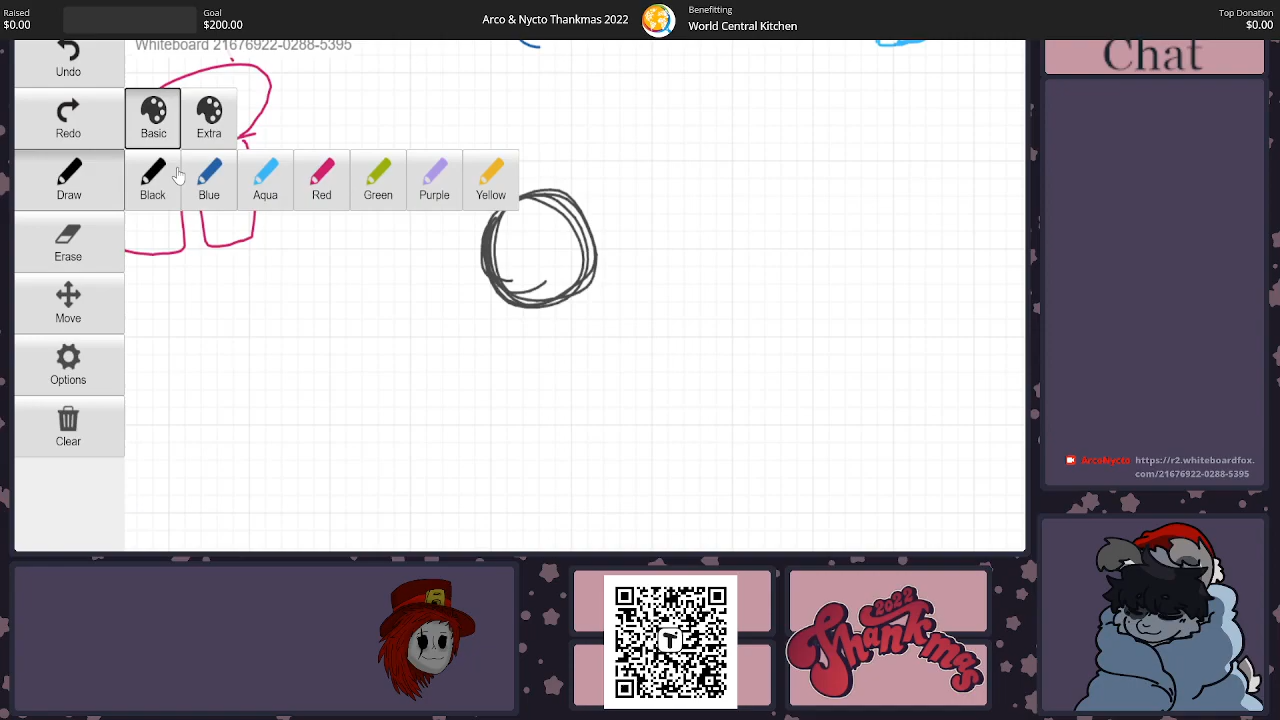 Raised
$0.00
Goal
$200.00
Arco & Nycto Thankmas 2022
Benefitting
World Central Kitchen
Top Donation
$0.00
Whiteboard 21676922-0288-5395
Chat
Undo
Redo
Basic
Extra
Draw
Black
Blue
Aqua
Red
Green
Purple
Yellow
Erase
Move
Options
Clear
ArcoNycto https://r2.whiteboardfox.
com/21676922-0288-5395
T
2022
Thankmas